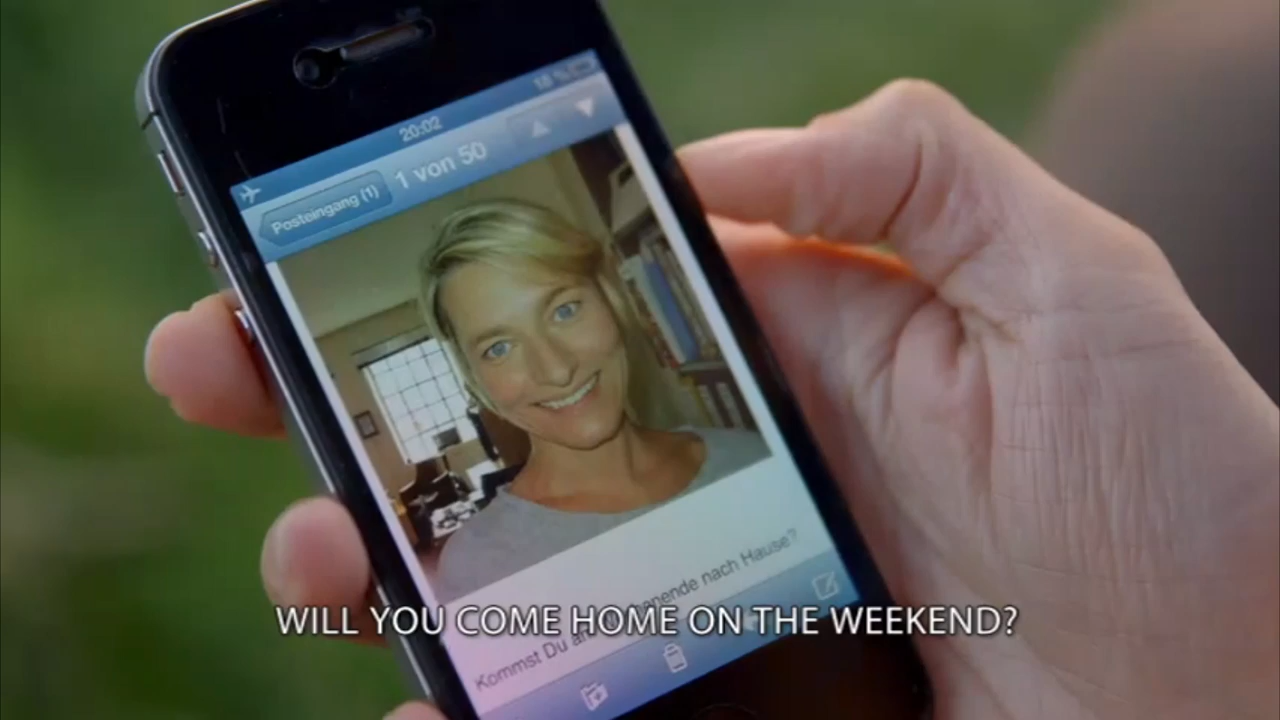 18 %
20:02
Posteingang (1)
1 von 50
Kommst Du am Wochenende nach Hause?
WILL YOU COME HOME ON THE WEEKEND?